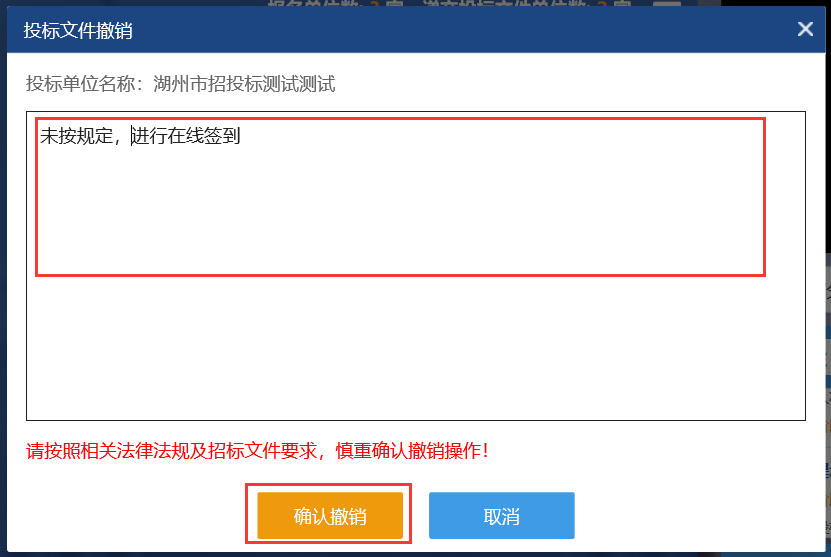 投标文件撤销
投标单位名称：湖州市招投标测试测试
未按规定，进行在线签到
请按照相关法律法规及招标文件要求，慎重确认撤销操作！
确认撤销
取消